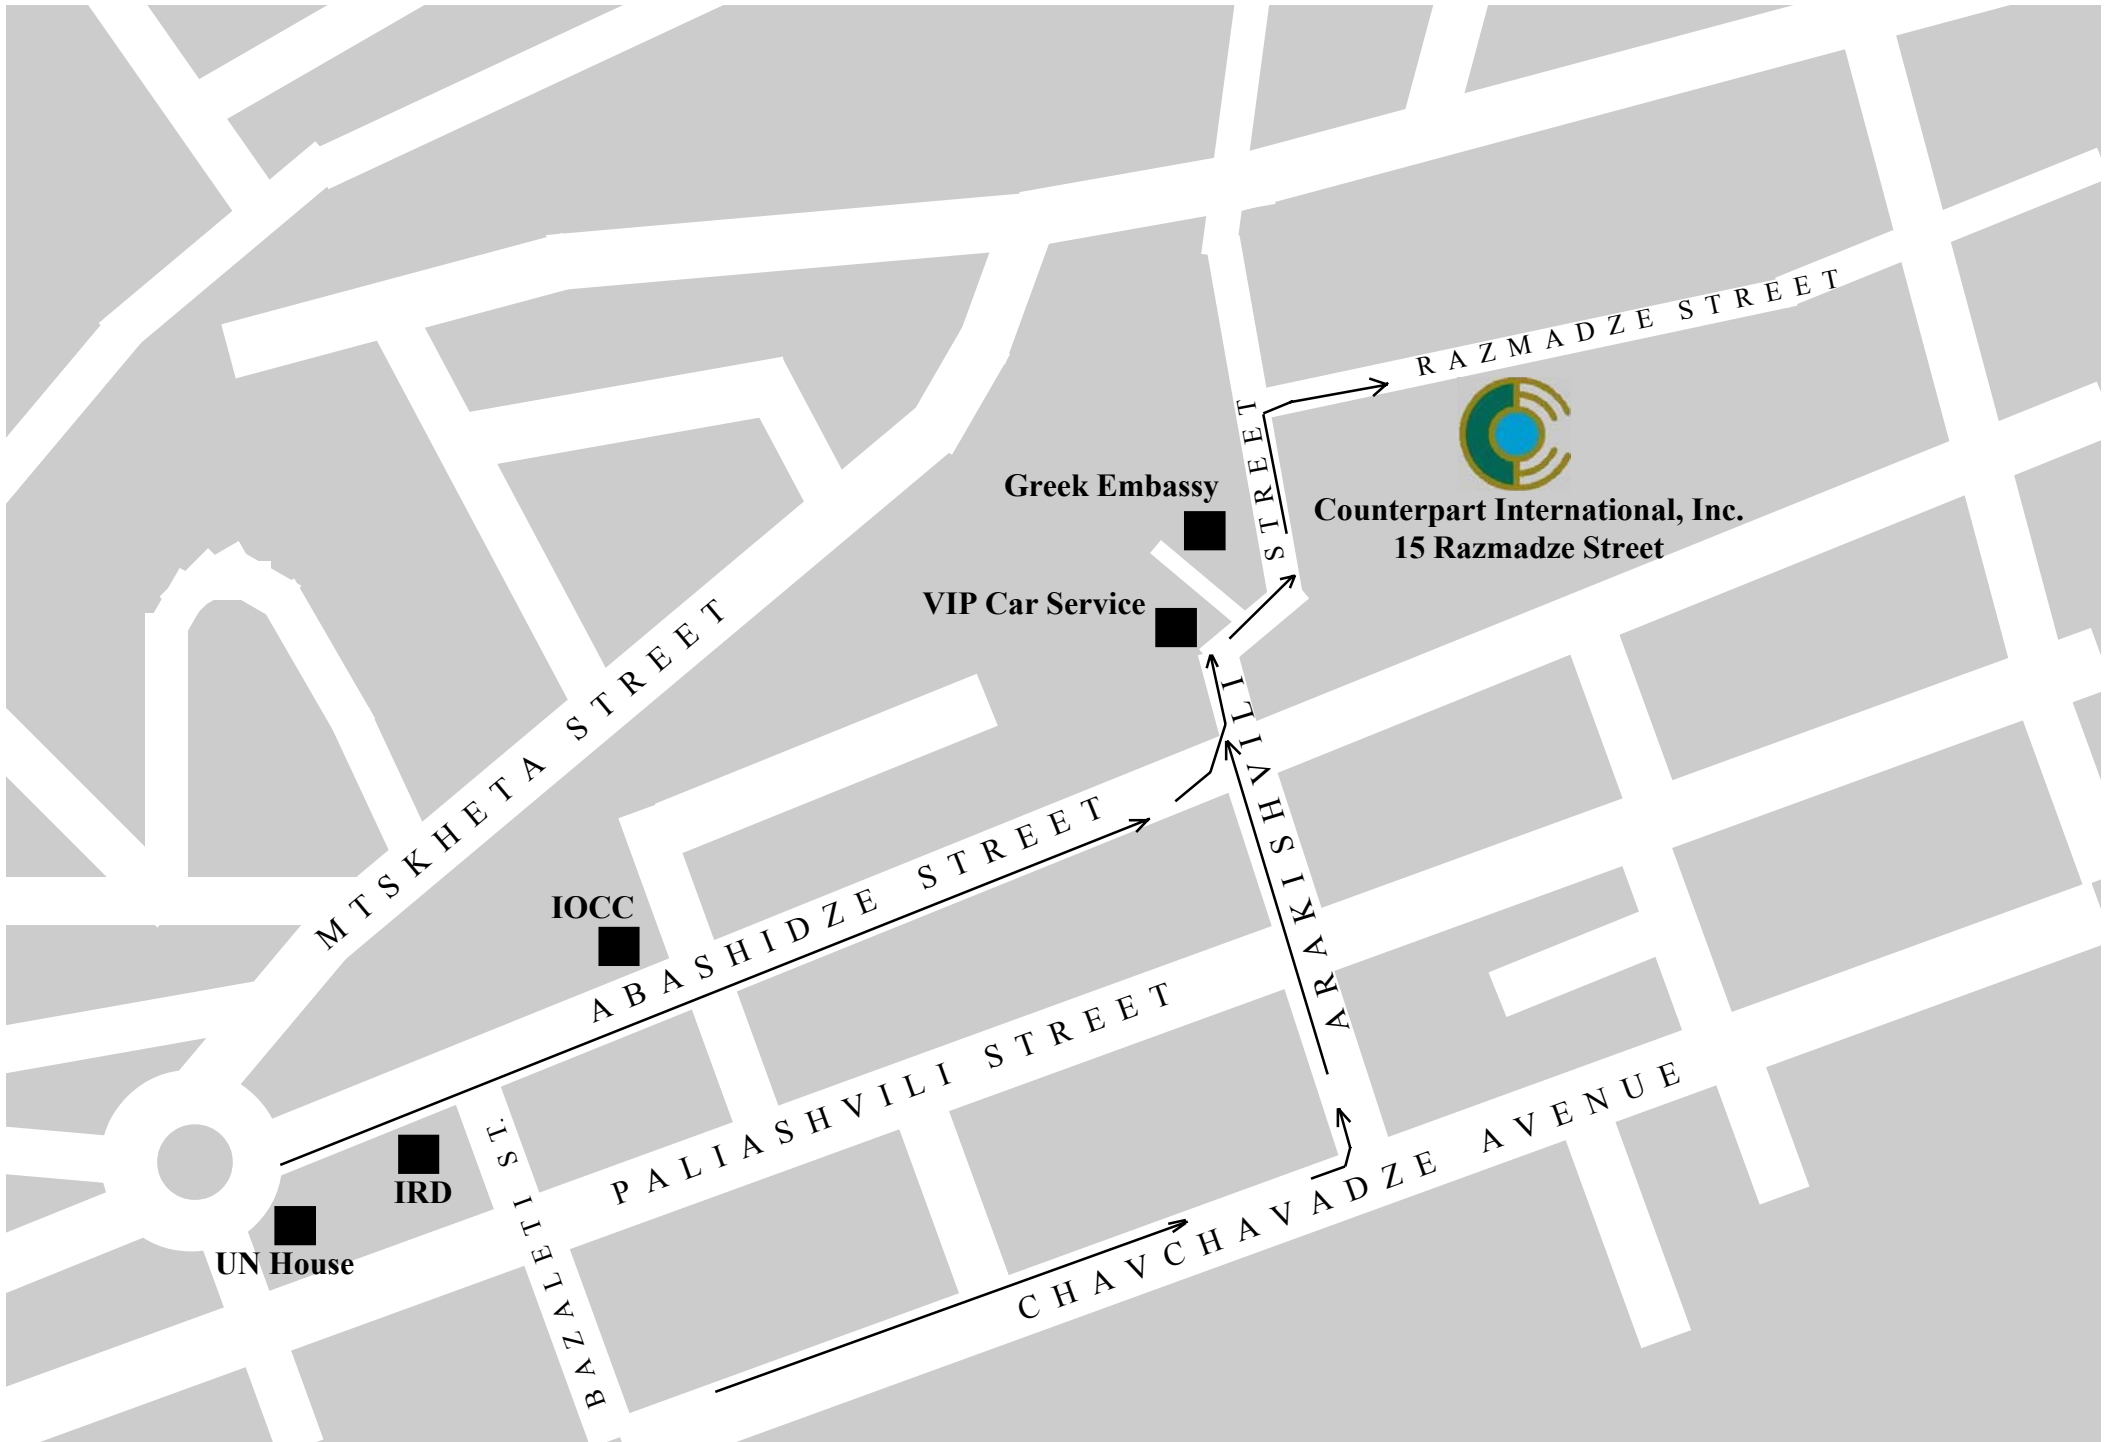 RAZMADZE STREET
Greek Embassy
Counterpart International, Inc.
15 Razmadze Street
VIP Car Service
MTSKHETA STREET
ARAKISHVILI STREET
IOCC
ABASHIDZE STREET
PALIASHVILI STREET
IRD
UN House
BAZALETI ST.
CHAVCHAVADZE AVENUE